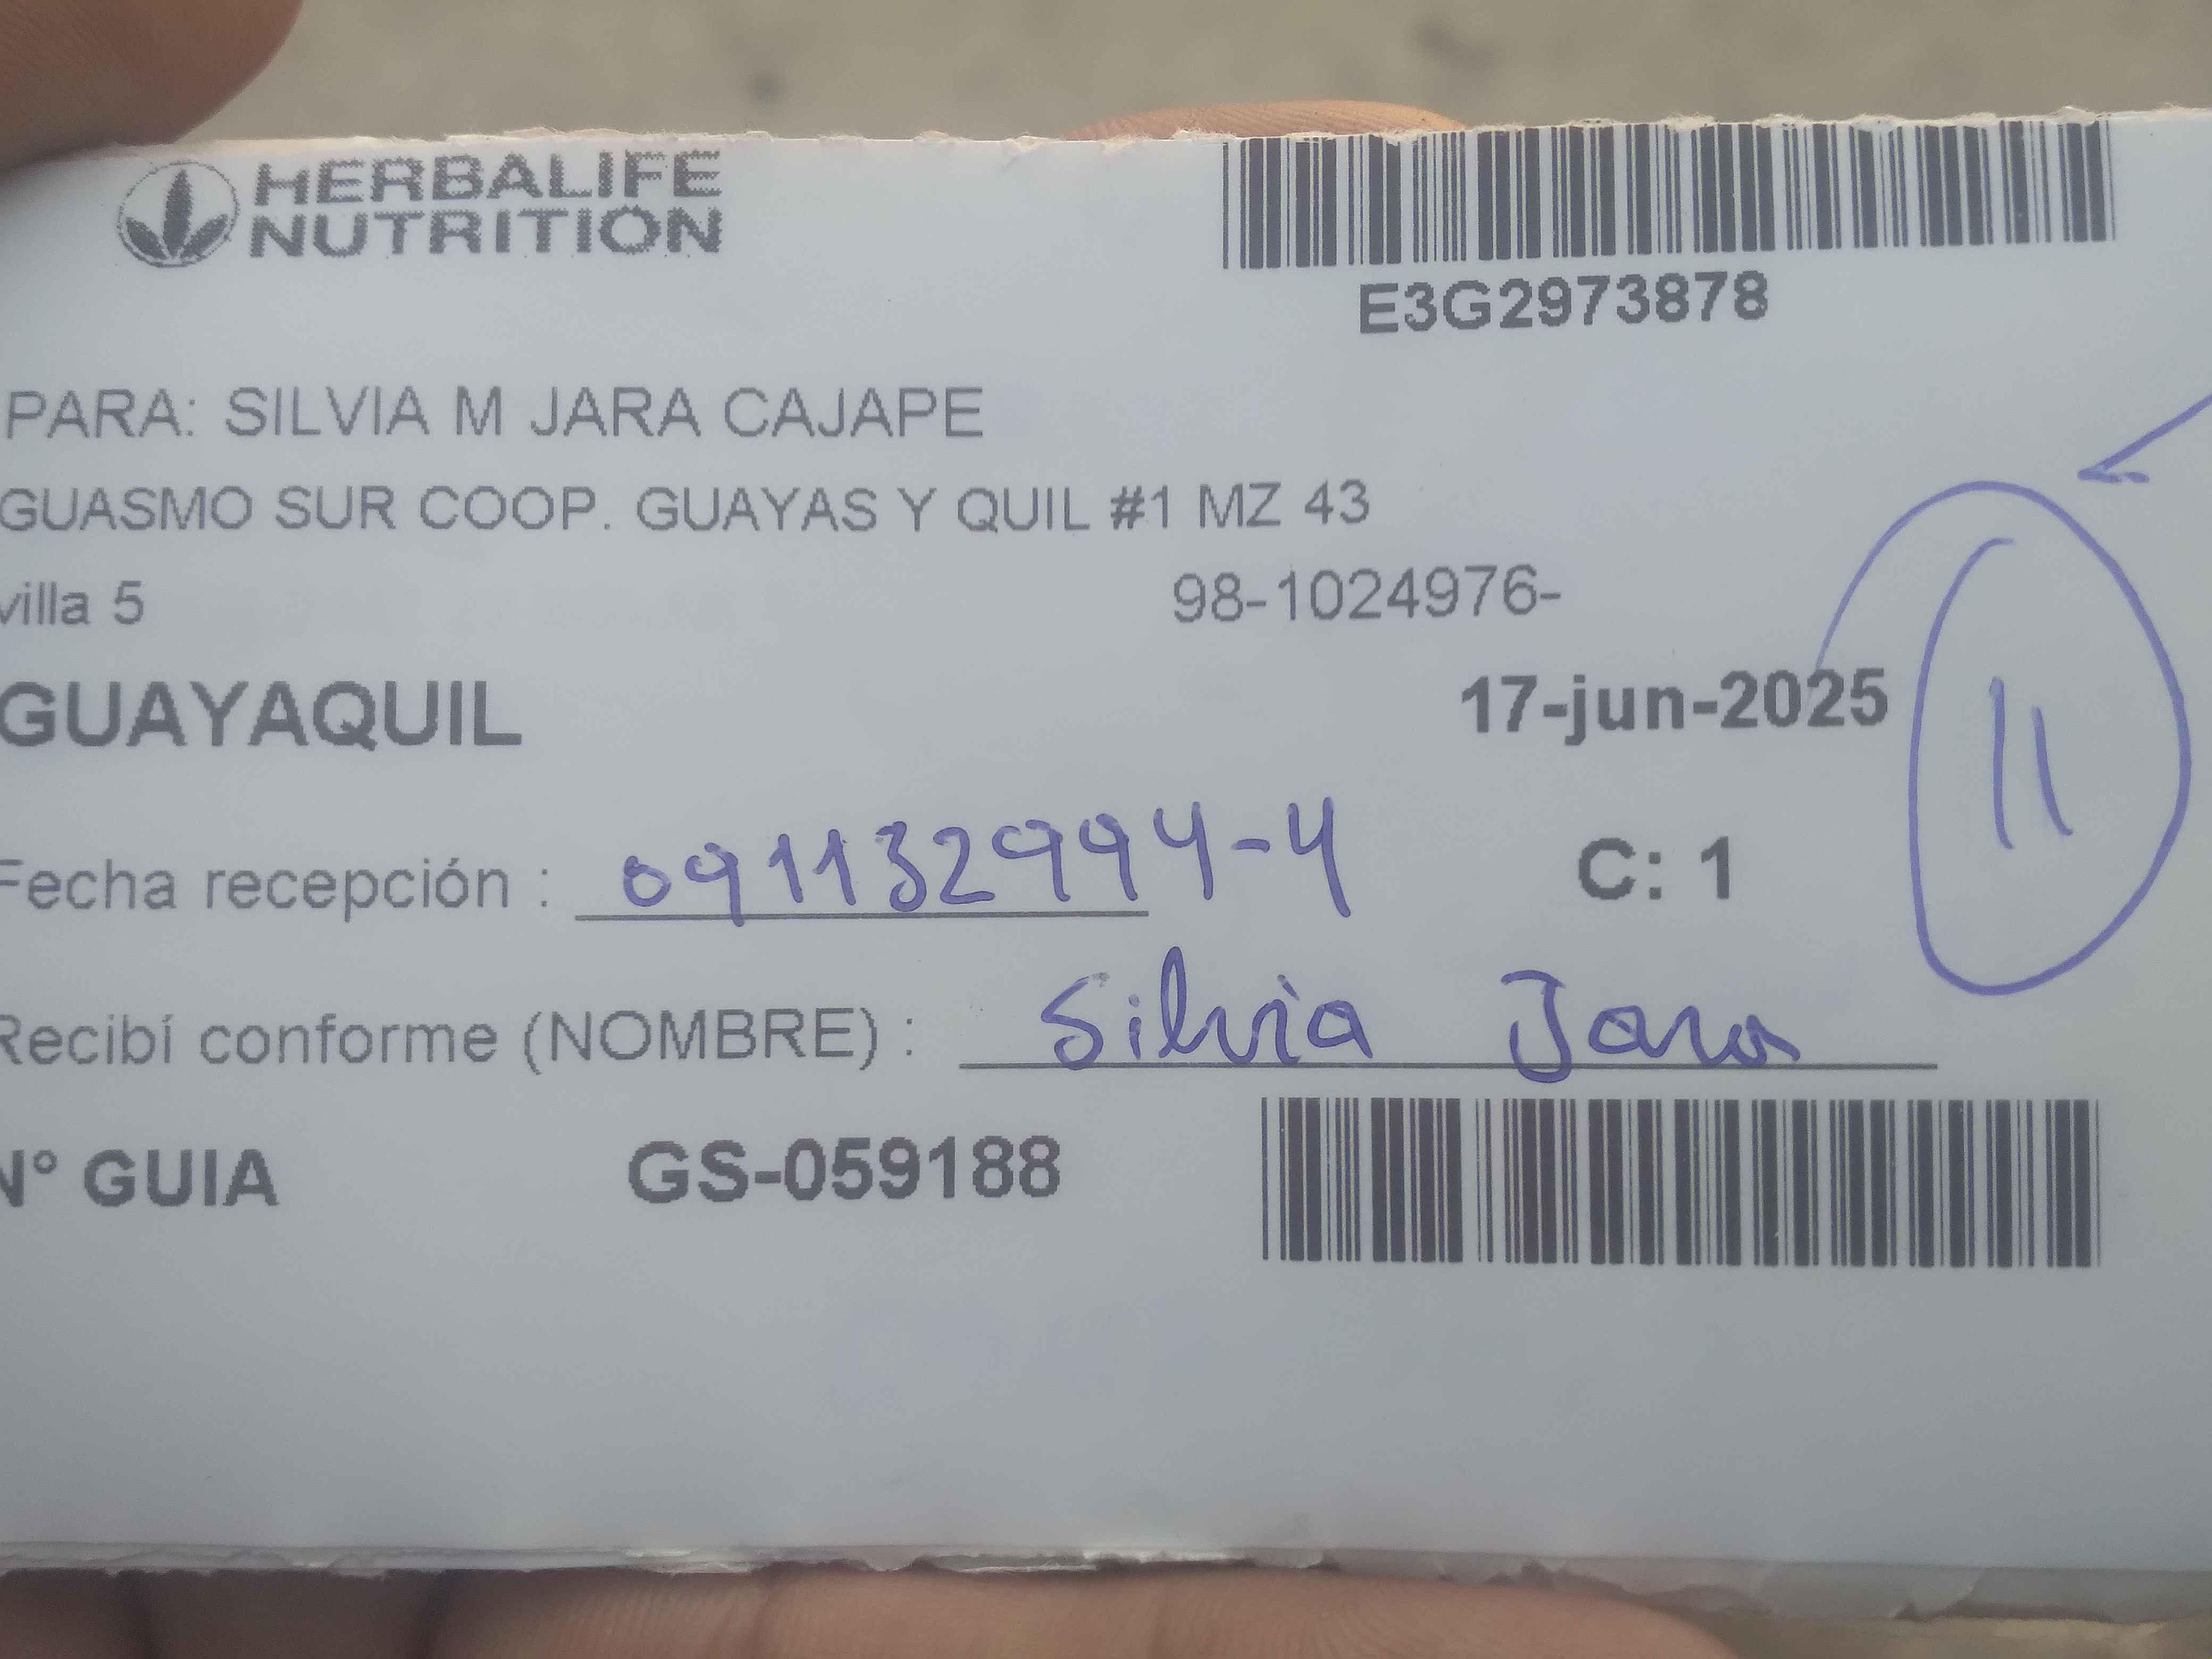 HERBALIFE
NUTRITION
E3G2973878
PARA: SILVIA M JARA CAJAPE
GUASMO SUR COOP. GUAYAS Y QUIL #1 MZ 43
villa 5 98-1024976-
GUAYAQUIL 17-jun-2025
11
Fecha recepción : 091132994-4 C: 1
Recibí conforme (NOMBRE) : Silvia Jara
N° GUIA GS-059188